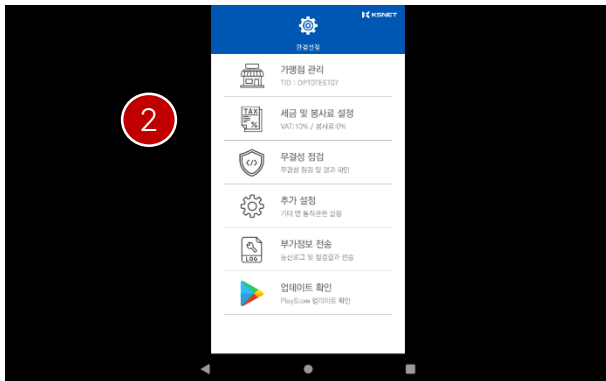 KSNET
환경설정
가맹점 관리
TID : DPT0TEST07
2
TAX
세금 및 봉사료 설정
VAT:10% / 봉사료:0%
무결성 점검
무결성 점검 및 결과 확인
추가 설정
기타 앱 동작관련 설정
LOG
부가정보 전송
통신로그 및 점검결과 전송
업데이트 확인
PlayStore 업데이트 확인